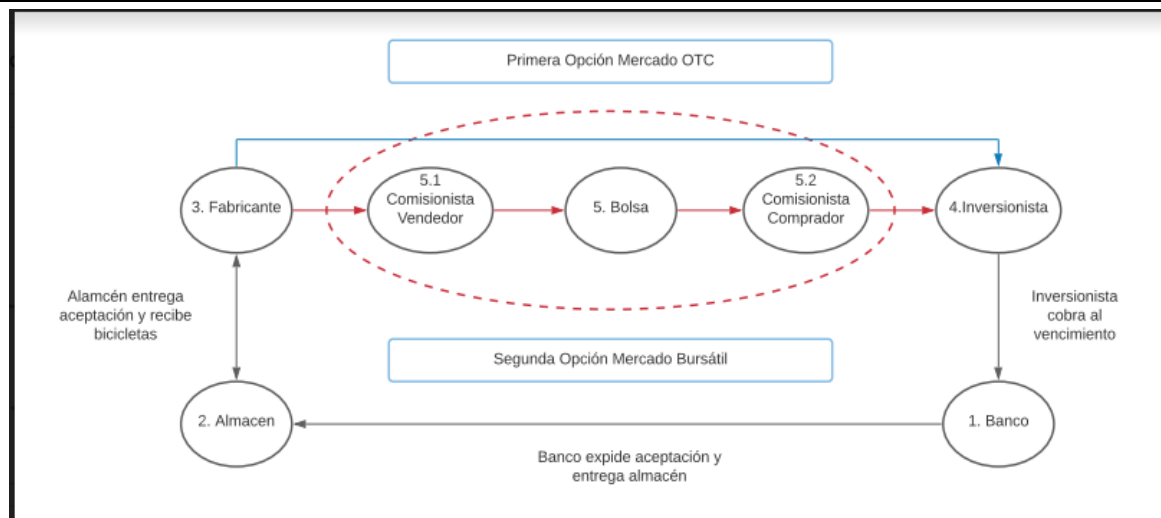 Primera Opción Mercado OTC
3. Fabricante
5.1
Comisionista
Vendedor
5. Bolsa
5.2
Comisionista
Comprador
4.Inversionista
Alamcén entrega
aceptación y recibe
bicicletas
Inversionista
cobra al
vencimiento
Segunda Opción Mercado Bursátil
2. Almacen
1. Banco
Banco expide aceptación y
entrega almacén